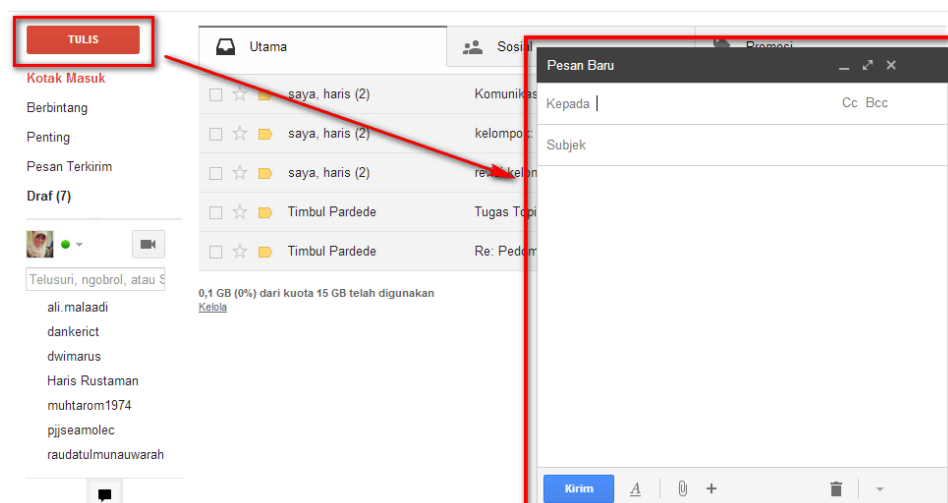 TULIS
Kotak Masuk
Berbintang
Penting
Pesan Terkirim
Draf (7)
Telusuri, ngobrol, atau S
ali.malaadi
dankerict
dwimarus
Haris Rustaman
muhtarom1974
pjjseamolec
raudatulmunauwarah
Utama
Sosial
Promosi
saya, haris (2)
Komunikas
saya, haris (2)
kelompok:
saya, haris (2)
kelom
Timbul Pardede
Tugas Topi
Timbul Pardede
Re: Pedom
0,1 GB (0%) dari kuota 15 GB telah digunakan
Kelola
Pesan Baru
Kepada
Cc Bcc
Subjek
Kirim
A